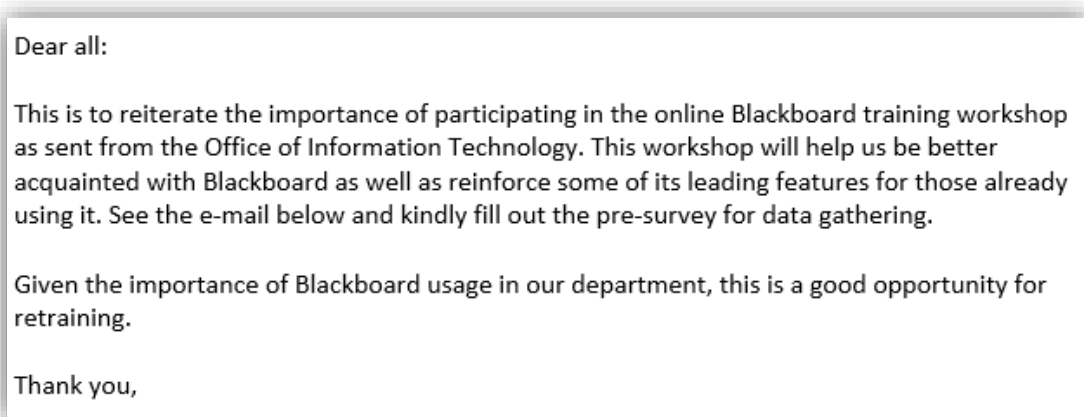 Dear all:
This is to reiterate the importance of participating in the online Blackboard training workshop
as sent from the Office of Information Technology. This workshop will help us be better
acquainted with Blackboard as well as reinforce some of its leading features for those already
using it. See the e-mail below and kindly fill out the pre-survey for data gathering.
Given the importance of Blackboard usage in our department, this is a good opportunity for
retraining.
Thank you,